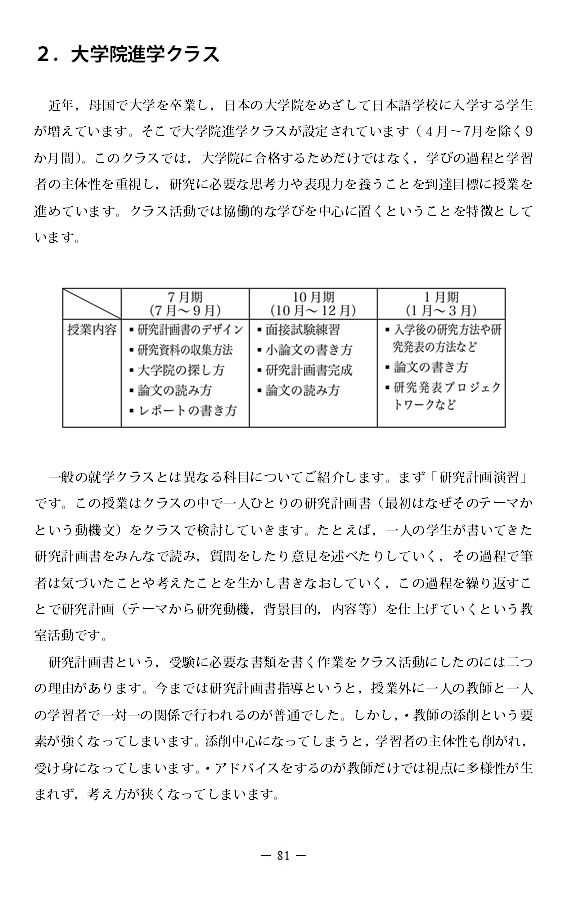 ２．大学院進学クラス
近年，母国で大学を卒業し，日本の大学院をめざして日本語学校に入学する学生
が増えています。そこで大学院進学クラスが設定されています（４月～7月を除く9
か月間）。このクラスでは，大学院に合格するためだけではなく，学びの過程と学習
者の主体性を重視し，研究に必要な思考力や表現力を養うことを到達目標に授業を
進めています。クラス活動では協働的な学びを中心に置くということを特徴として
います。
7月期
（7月～9月）
10月期
（10月～12月）
1月期
（1月～3月）
授業内容
▪ 研究計画書のデザイン
▪ 研究資料の収集方法
▪ 大学院の探し方
▪ 論文の読み方
▪ レポートの書き方
▪ 面接試験練習
▪ 小論文の書き方
▪ 研究計画書完成
▪ 論文の読み方
▪ 入学後の研究方法や研
究発表の方法など
▪ 論文の書き方
▪ 研究発表プロジェク
トワークなど
一般の就学クラスとは異なる科目についてご紹介します。まず「研究計画演習」
です。この授業はクラスの中で一人ひとりの研究計画書（最初はなぜそのテーマか
という動機文）をクラスで検討していきます。たとえば，一人の学生が書いてきた
研究計画書をみんなで読み，質問をしたり意見を述べたりしていく，その過程で筆
者は気づいたことや考えたことを生かし書きなおしていく，この過程を繰り返すこ
とで研究計画（テーマから研究動機，背景目的，内容等）を仕上げていくという教
室活動です。
研究計画書という，受験に必要な書類を書く作業をクラス活動にしたのには二つ
の理由があります。今までは研究計画書指導というと，授業外に一人の教師と一人
の学習者で一対一の関係で行われるのが普通でした。しかし，・教師の添削という要
素が強くなってしまいます。添削中心になってしまうと，学習者の主体性も削がれ，
受け身になってしまいます。・アドバイスをするのが教師だけでは視点に多様性が生
まれず，考え方が狭くなってしまいます。
― 81 ―